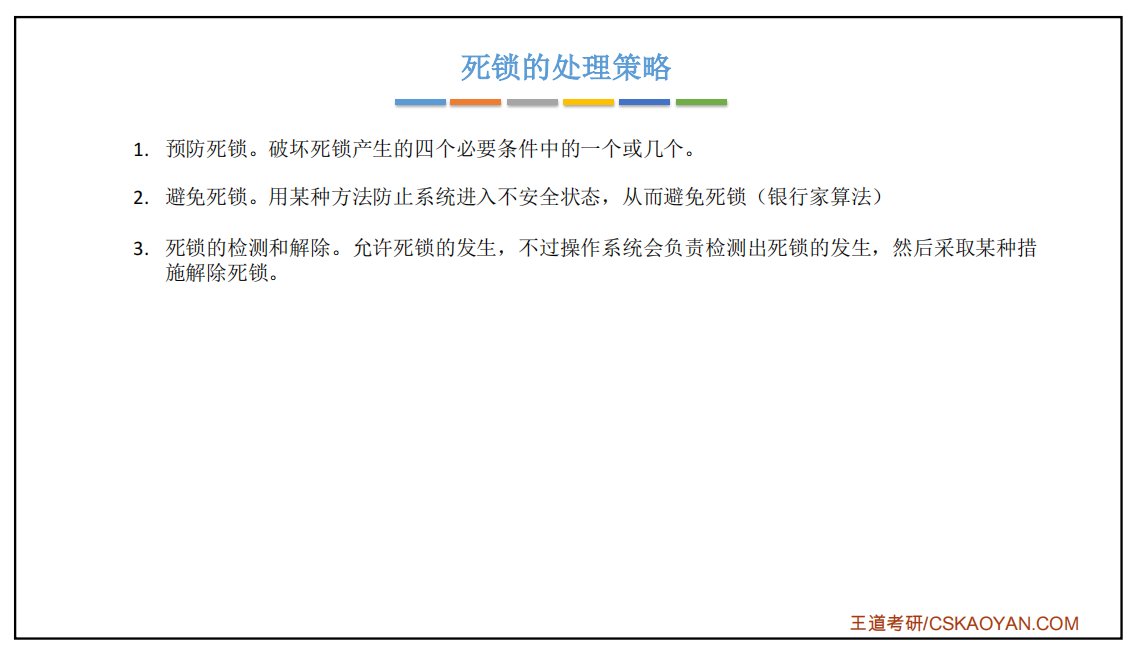 死锁的处理策略
1. 预防死锁。破坏死锁产生的四个必要条件中的一个或几个。
2. 避免死锁。用某种方法防止系统进入不安全状态，从而避免死锁（银行家算法）
3. 死锁的检测和解除。允许死锁的发生，不过操作系统会负责检测出死锁的发生，然后采取某种措
施解除死锁。
王道考研/CSKAOYAN.COM